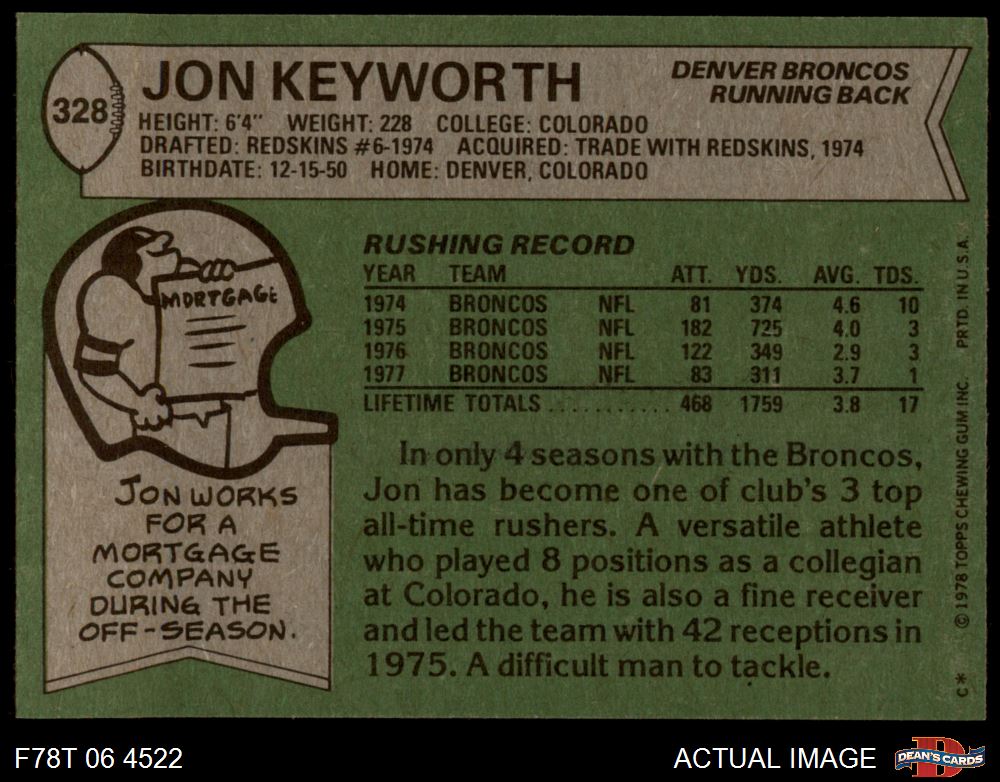 328
JON KEYWORTH
DENVER BRONCOS
RUNNING BACK
HEIGHT: 6'4" WEIGHT: 228 COLLEGE: COLORADO
DRAFTED: REDSKINS #6-1974 ACQUIRED: TRADE WITH REDSKINS, 1974
BIRTHDATE: 12-15-50 HOME: DENVER, COLORADO
MORTGAGE
JON WORKS
FOR A
MORTGAGE
COMPANY
DURING THE
OFF-SEASON.
RUSHING RECORD
YEAR TEAM ATT. YDS. AVG. TDS.
1974 BRONCOS NFL 81 374 4.6 10
1975 BRONCOS NFL 182 725 4.0 3
1976 BRONCOS NFL 122 349 2.9 3
1977 BRONCOS NFL 83 311 3.7 1
LIFETIME TOTALS............ 468 1759 3.8 17
In only 4 seasons with the Broncos,
Jon has become one of club's 3 top
all-time rushers. A versatile athlete
who played 8 positions as a collegian
at Colorado, he is also a fine receiver
and led the team with 42 receptions in
1975. A difficult man to tackle.
C* © 1978 TOPPS CHEWING GUM INC. PRTD. IN U.S.A.
F78T 06 4522
ACTUAL IMAGE
D
DEAN'S CARDS